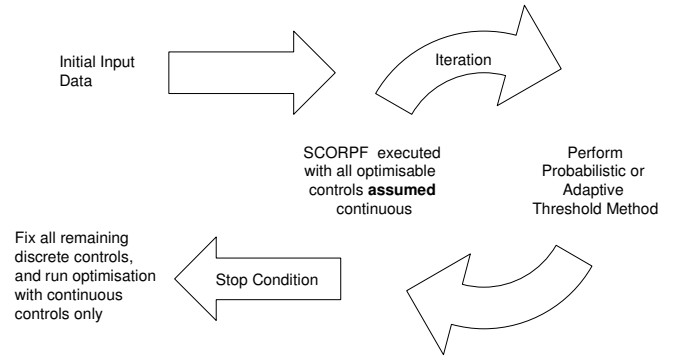 Initial Input
Data
Iteration
SCORPF executed
with all optimisable
controls assumed
continuous
Perform
Probabilistic or
Adaptive
Threshold Method
Stop Condition
Fix all remaining
discrete controls,
and run optimisation
with continuous
controls only